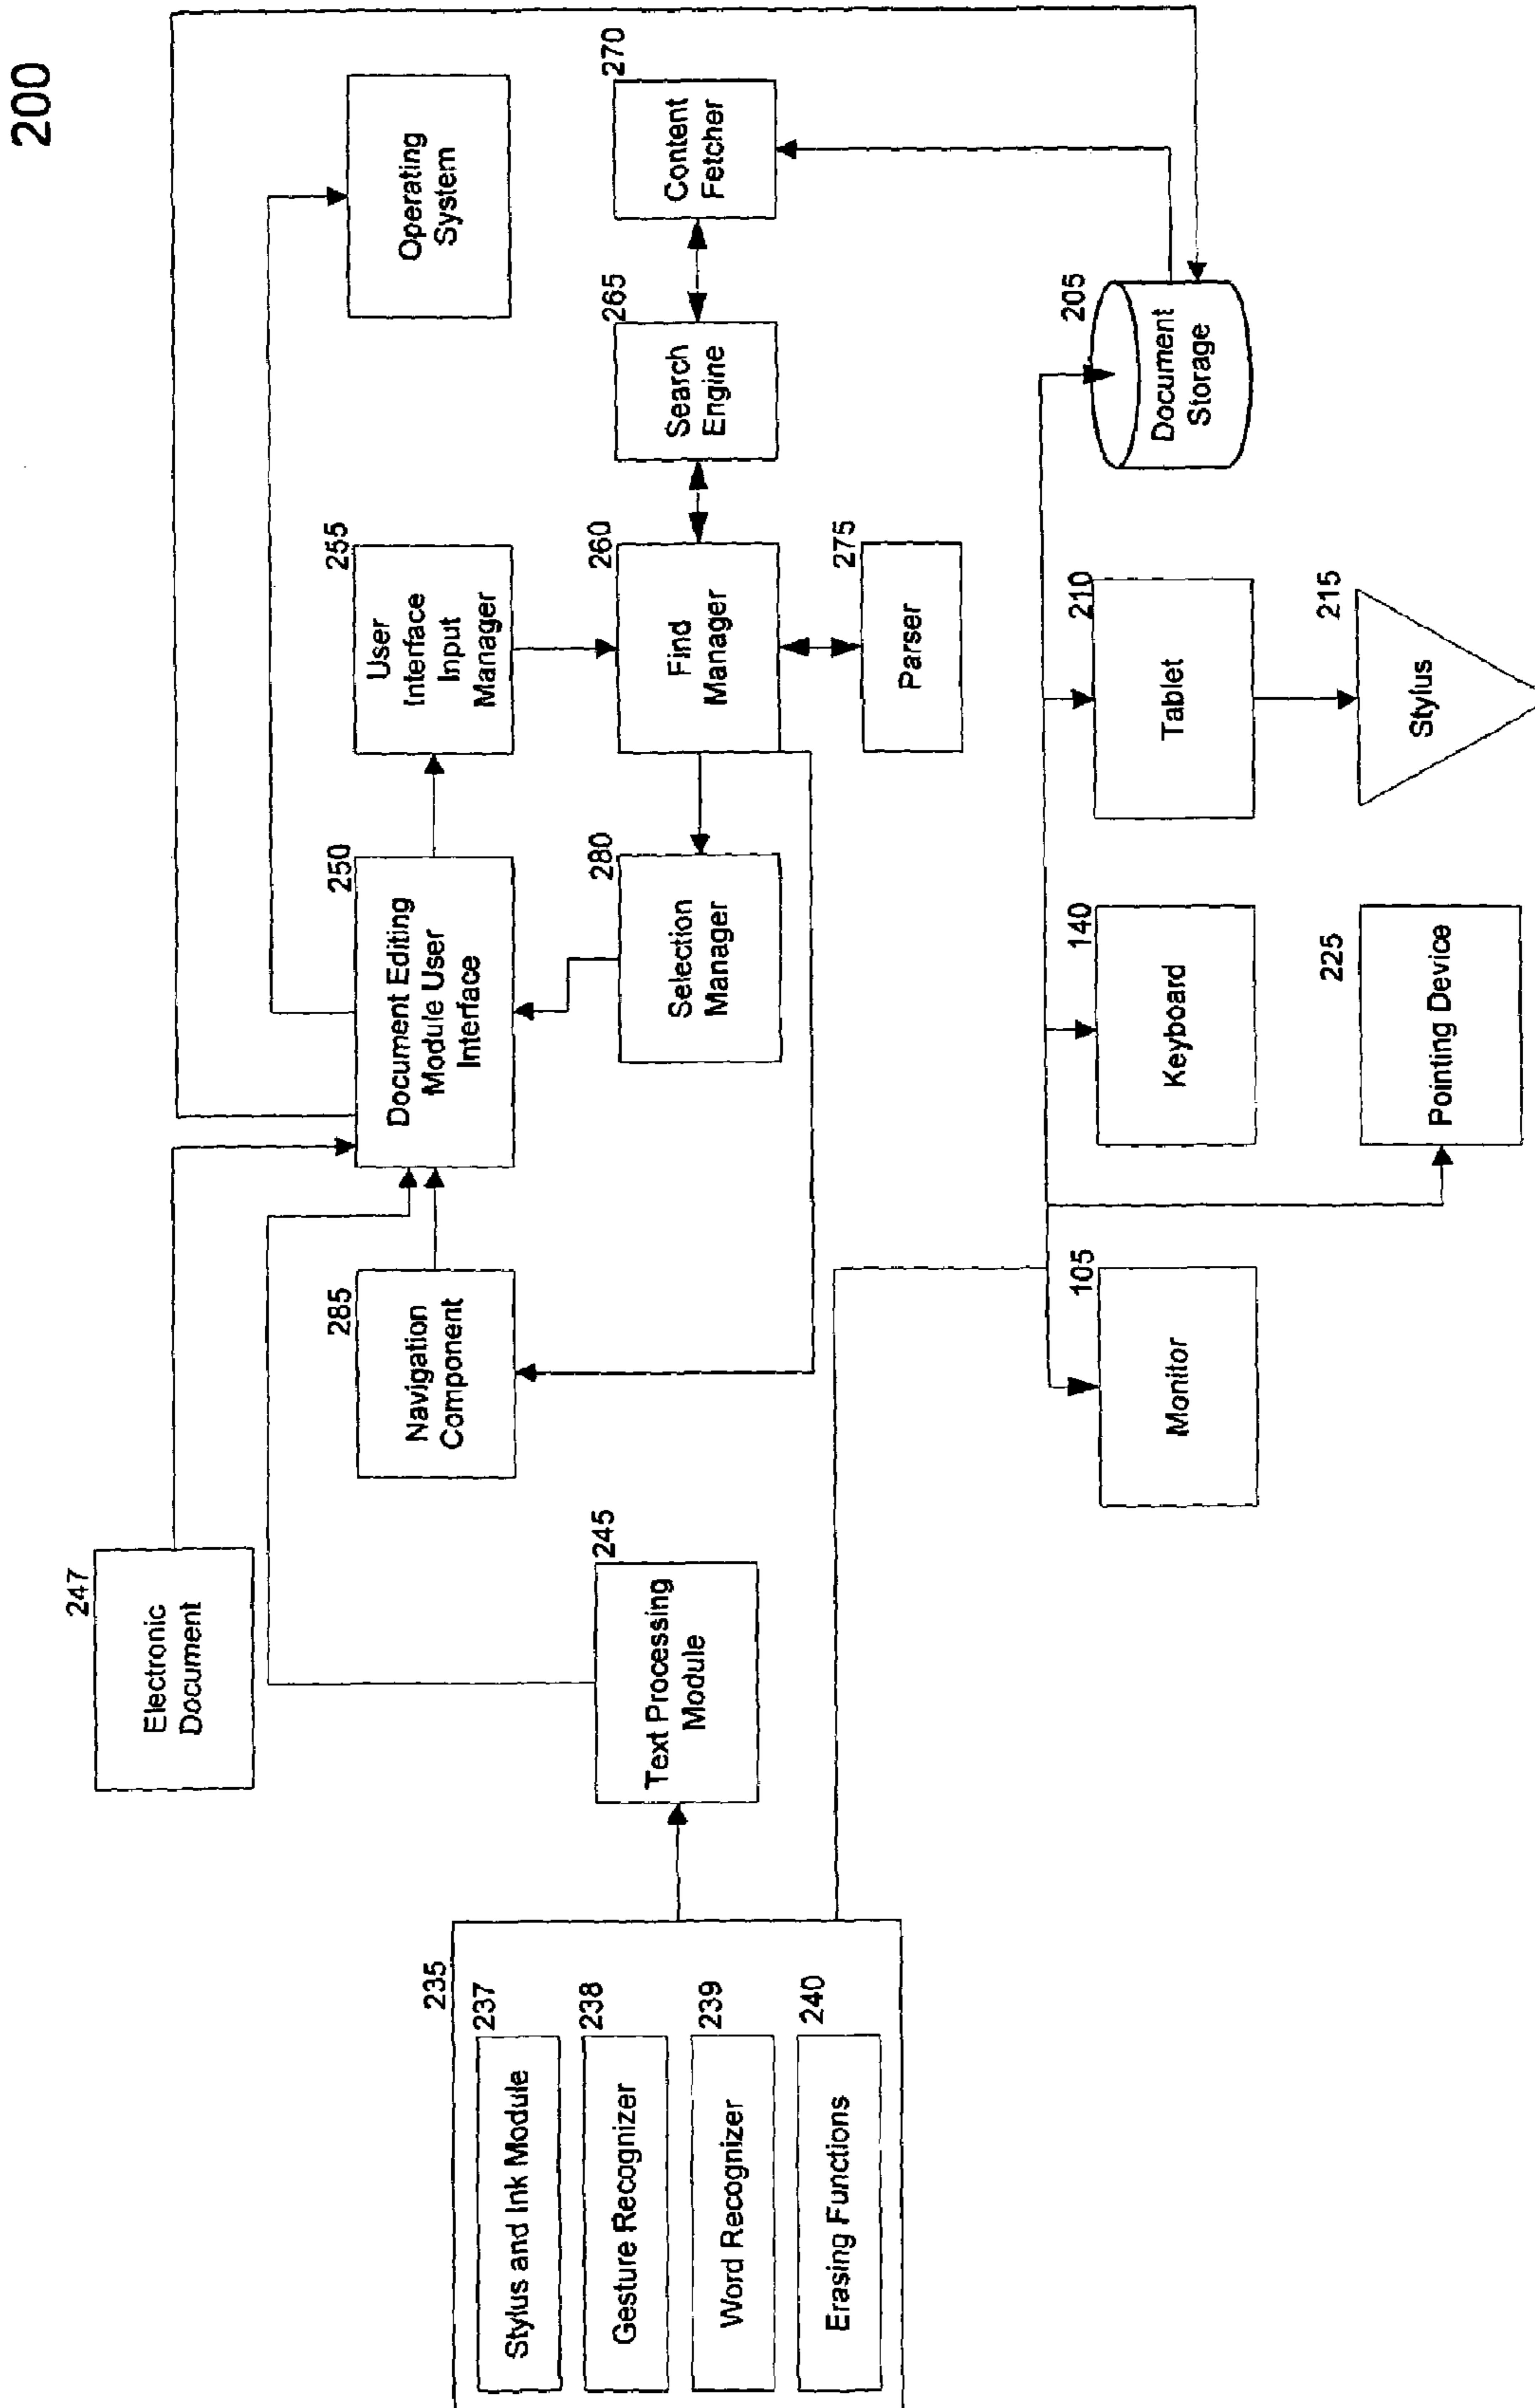 200
247
Electronic
Document
Operating
System
285
Navigation
Component
250
Document Editing
Module User
Interface
255
User
Interface
Input
Manager
235
237
Stylus and Ink Module
238
Gesture Recognizer
239
Word Recognizer
240
Erasing Functions
245
Text Processing
Module
280
Selection
Manager
260
Find
Manager
265
Search
Engine
270
Content
Fetcher
275
Parser
105
Monitor
140
Keyboard
210
Tablet
205
Document
Storage
225
Pointing Device
215
Stylus